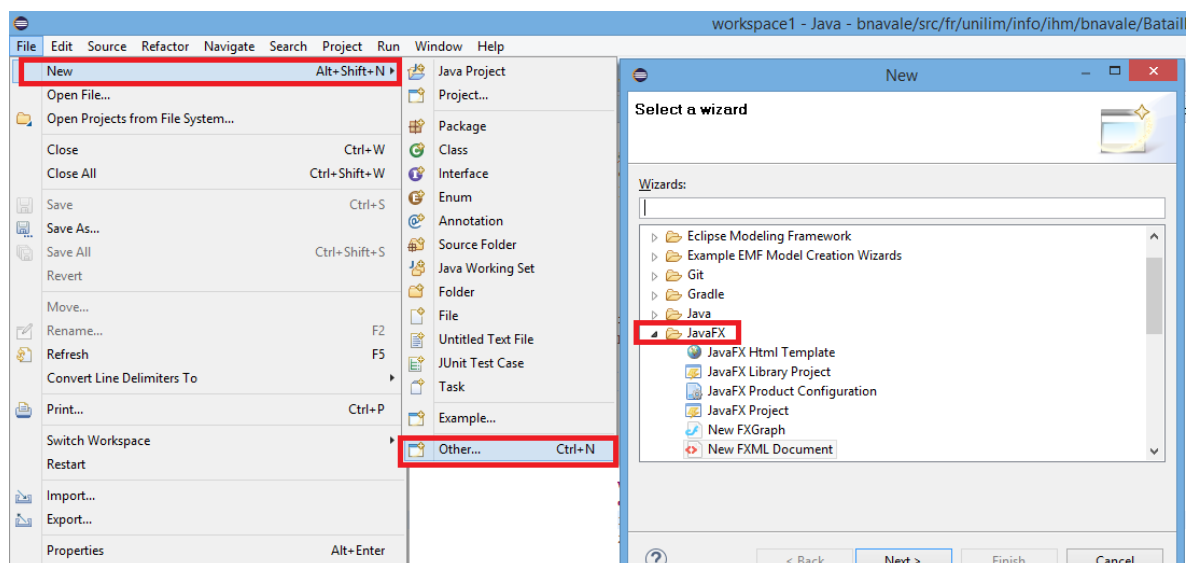 workspace1 - Java - bnavale/src/fr/unilim/info/ihm/bnavale/Bataill
File Edit Source Refactor Navigate Search Project Run Window Help
New Alt+Shift+N
Open File...
Open Projects from File System...
Close Ctrl+W
Close All Ctrl+Shift+W
Save Ctrl+S
Save As...
Save All Ctrl+Shift+S
Revert
Move...
Rename... F2
Refresh F5
Convert Line Delimiters To
Print... Ctrl+P
Switch Workspace
Restart
Import...
Export...
Properties Alt+Enter
Java Project
Project...
Package
Class
Interface
Enum
Annotation
Source Folder
Java Working Set
Folder
File
Untitled Text File
JUnit Test Case
Task
Example...
Other... Ctrl+N
New
Select a wizard
Wizards:
Eclipse Modeling Framework
Example EMF Model Creation Wizards
Git
Gradle
Java
JavaFX
JavaFX Html Template
JavaFX Library Project
JavaFX Product Configuration
JavaFX Project
New FXGraph
New FXML Document
< Back Next > Finish Cancel